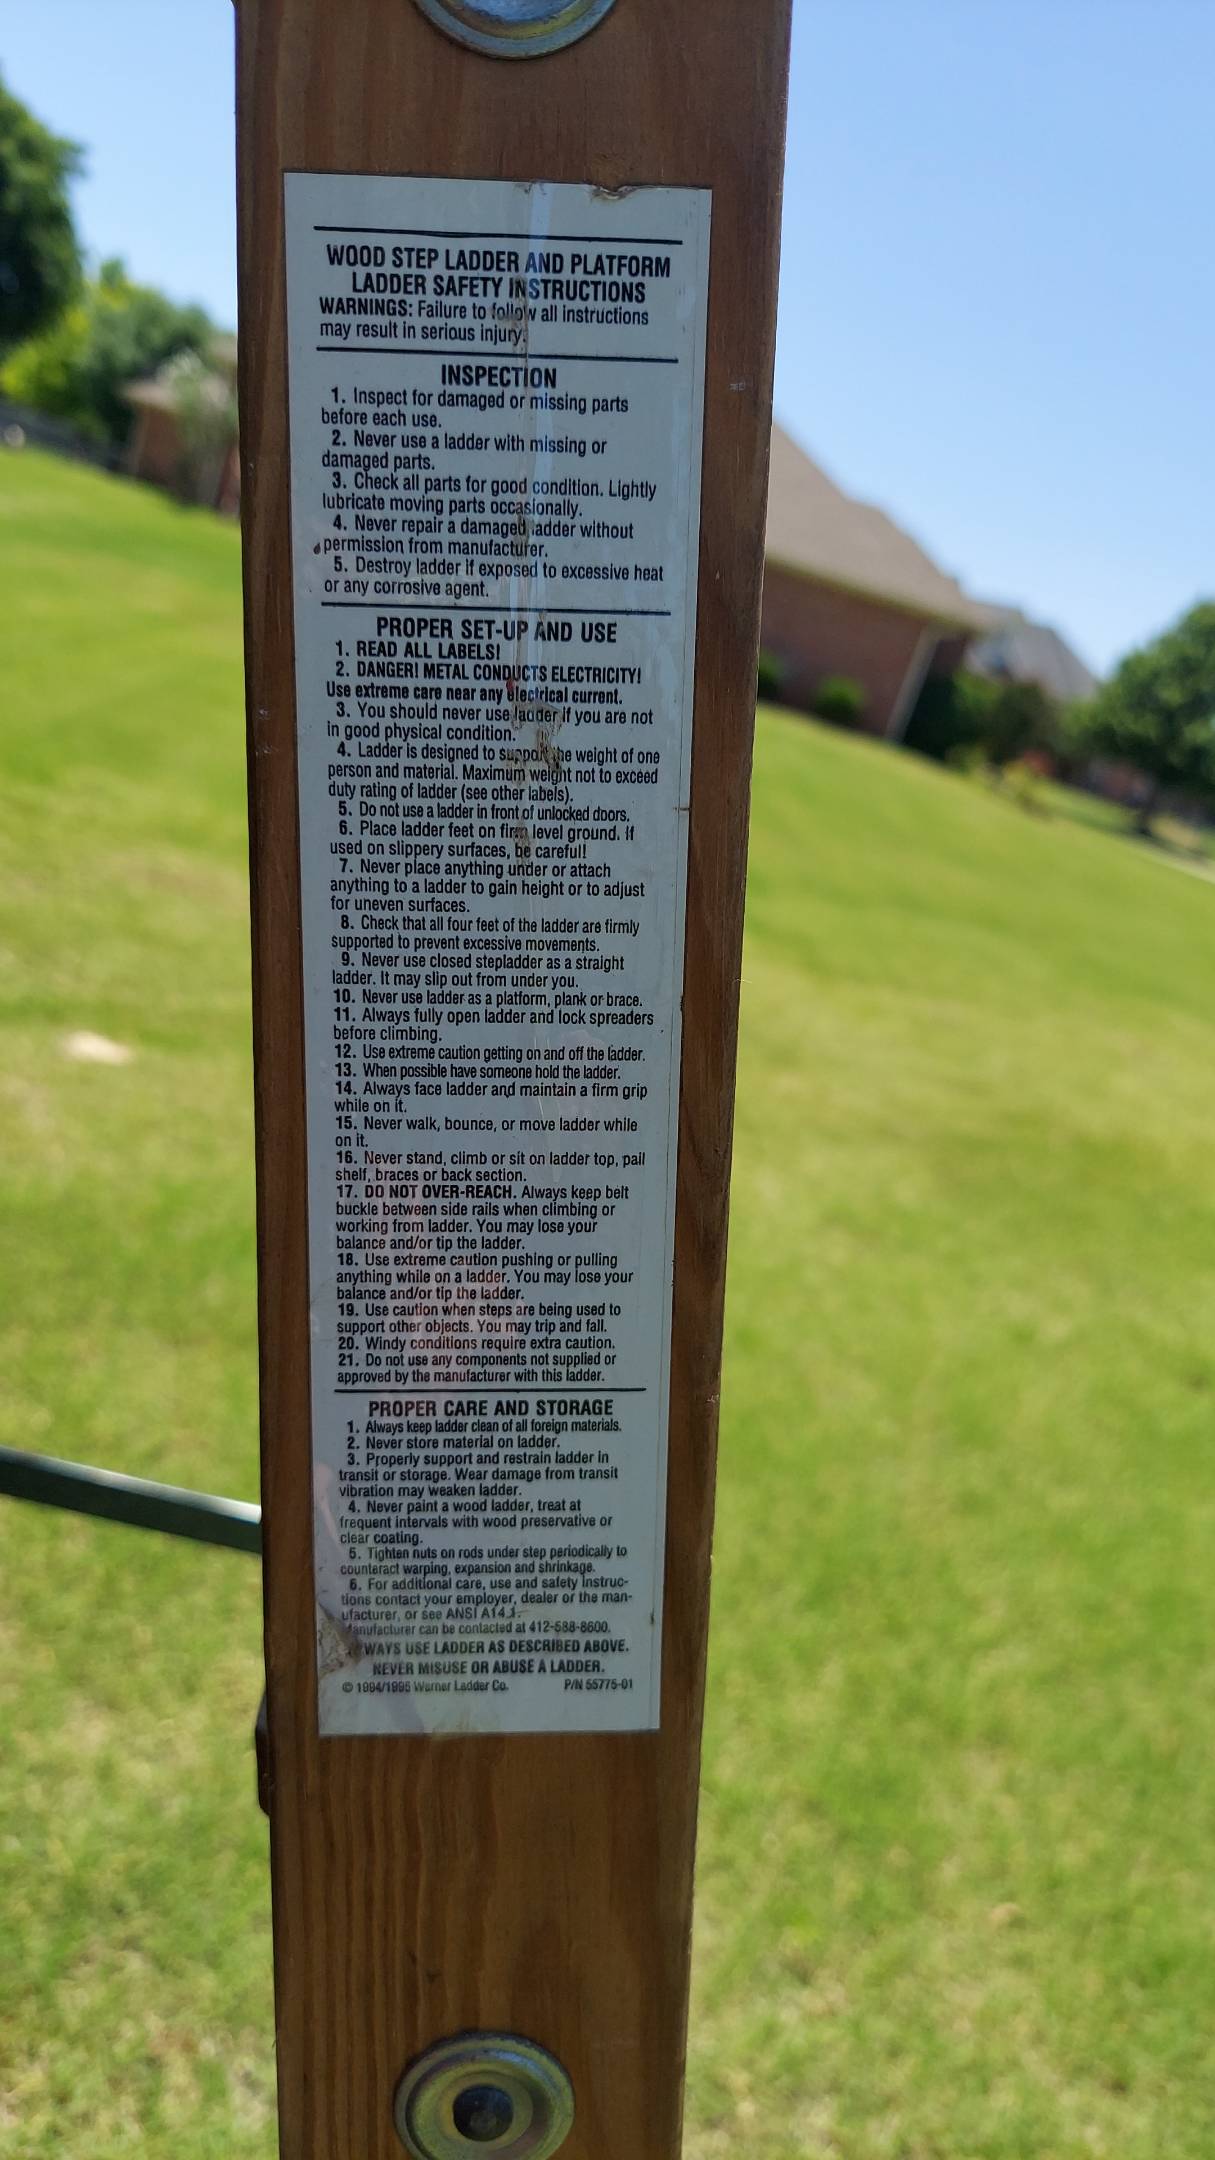 WOOD STEP LADDER AND PLATFORM
LADDER SAFETY INSTRUCTIONS
WARNINGS: Failure to follow all instructions
may result in serious injury.
INSPECTION
1. Inspect for damaged or missing parts
before each use.
2. Never use a ladder with missing or
damaged parts.
3. Check all parts for good condition. Lightly
lubricate moving parts occasionally.
4. Never repair a damaged ladder without
permission from manufacturer.
5. Destroy ladder if exposed to excessive heat
or any corrosive agent.
PROPER SET-UP AND USE
1. READ ALL LABELS!
2. DANGER! METAL CONDUCTS ELECTRICITY!
Use extreme care near any electrical current.
3. You should never use ladder if you are not
in good physical condition.
4. Ladder is designed to support the weight of one
person and material. Maximum weight not to exceed
duty rating of ladder (see other labels).
5. Do not use a ladder in front of unlocked doors.
6. Place ladder feet on firm level ground. If
used on slippery surfaces, be careful!
7. Never place anything under or attach
anything to a ladder to gain height or to adjust
for uneven surfaces.
8. Check that all four feet of the ladder are firmly
supported to prevent excessive movements.
9. Never use closed stepladder as a straight
ladder. It may slip out from under you.
10. Never use ladder as a platform, plank or brace.
11. Always fully open ladder and lock spreaders
before climbing.
12. Use extreme caution getting on and off the ladder.
13. When possible have someone hold the ladder.
14. Always face ladder and maintain a firm grip
while on it.
15. Never walk, bounce, or move ladder while
on it.
16. Never stand, climb or sit on ladder top, pail
shelf, braces or back section.
17. DO NOT OVER-REACH. Always keep belt
buckle between side rails when climbing or
working from ladder. You may lose your
balance and/or tip the ladder.
18. Use extreme caution pushing or pulling
anything while on a ladder. You may lose your
balance and/or tip the ladder.
19. Use caution when steps are being used to
support other objects. You may trip and fall.
20. Windy conditions require extra caution.
21. Do not use any components not supplied or
approved by the manufacturer with this ladder.
PROPER CARE AND STORAGE
1. Always keep ladder clean of all foreign materials.
2. Never store material on ladder.
3. Properly support and restrain ladder in
transit or storage. Wear damage from transit
vibration may weaken ladder.
4. Never paint a wood ladder, treat at
frequent intervals with wood preservative or
clear coating.
5. Tighten nuts on rods under step periodically to
counteract warping, expansion and shrinkage.
6. For additional care, use and safety instruc-
tions contact your employer, dealer or the man-
ufacturer, or see ANSI A14.1.
Manufacturer can be contacted at 412-588-8600.
ALWAYS USE LADDER AS DESCRIBED ABOVE.
NEVER MISUSE OR ABUSE A LADDER.
© 1994/1995 Werner Ladder Co. P/N 55775-01